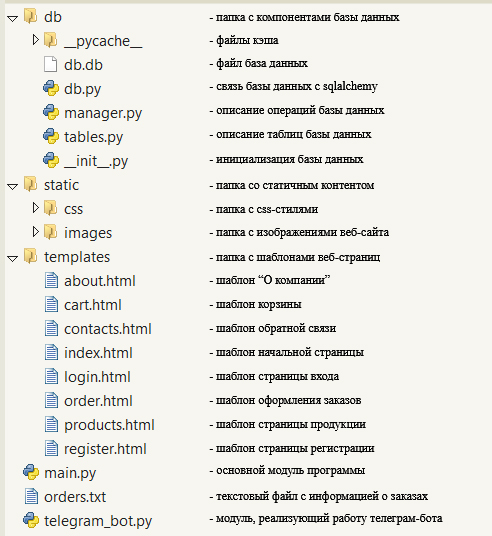 db - папка с компонентами базы данных
__pycache__ - файлы кэша
db.db - файл база данных
db.py - связь базы данных с sqlalchemy
manager.py - описание операций базы данных
tables.py - описание таблиц базы данных
__init__.py - инициализация базы данных
static - папка со статичным контентом
css - папка с css-стилями
images - папка с изображениями веб-сайта
templates - папка с шаблонами веб-страниц
about.html - шаблон “О компании”
cart.html - шаблон корзины
contacts.html - шаблон обратной связи
index.html - шаблон начальной страницы
login.html - шаблон страницы входа
order.html - шаблон оформления заказов
products.html - шаблон страницы продукции
register.html - шаблон страницы регистрации
main.py - основной модуль программы
orders.txt - текстовый файл с информацией о заказах
telegram_bot.py - модуль, реализующий работу телеграм-бота